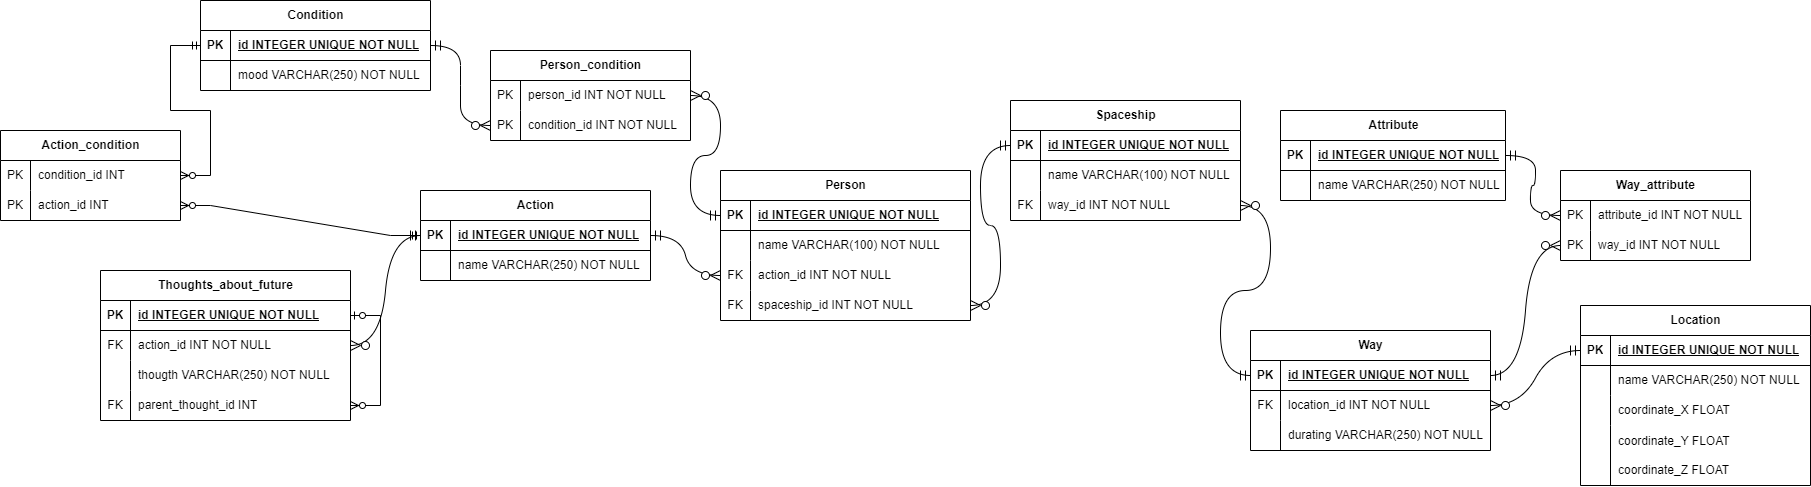 Condition
PK id INTEGER UNIQUE NOT NULL
mood VARCHAR(250) NOT NULL
Person_condition
PK person_id INT NOT NULL
PK condition_id INT NOT NULL
Action_condition
PK condition_id INT
PK action_id INT
Action
PK id INTEGER UNIQUE NOT NULL
name VARCHAR(250) NOT NULL
Thoughts_about_future
PK id INTEGER UNIQUE NOT NULL
FK action_id INT NOT NULL
thougth VARCHAR(250) NOT NULL
FK parent_thought_id INT
Person
PK id INTEGER UNIQUE NOT NULL
name VARCHAR(100) NOT NULL
FK action_id INT NOT NULL
FK spaceship_id INT NOT NULL
Spaceship
PK id INTEGER UNIQUE NOT NULL
name VARCHAR(100) NOT NULL
FK way_id INT NOT NULL
Attribute
PK id INTEGER UNIQUE NOT NULL
name VARCHAR(250) NOT NULL
Way_attribute
PK attribute_id INT NOT NULL
PK way_id INT NOT NULL
Way
PK id INTEGER UNIQUE NOT NULL
FK location_id INT NOT NULL
durating VARCHAR(250) NOT NULL
Location
PK id INTEGER UNIQUE NOT NULL
name VARCHAR(250) NOT NULL
coordinate_X FLOAT
coordinate_Y FLOAT
coordinate_Z FLOAT